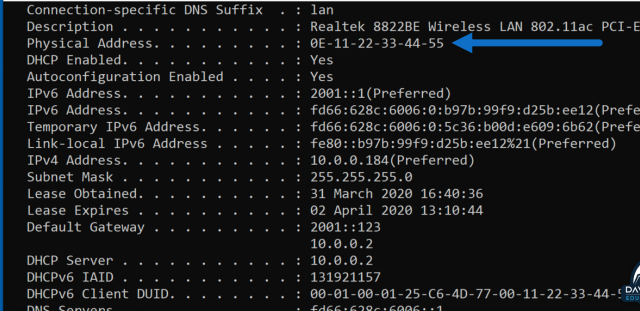 Connection-specific DNS Suffix  . : lan
Description . . . . . . . . . . . : Realtek 8822BE Wireless LAN 802.11ac PCI-E
Physical Address. . . . . . . . . : 0E-11-22-33-44-55
DHCP Enabled. . . . . . . . . . . : Yes
Autoconfiguration Enabled . . . . : Yes
IPv6 Address. . . . . . . . . . . : 2001::1(Preferred)
IPv6 Address. . . . . . . . . . . : fd66:628c:6006:0:b97b:99f9:d25b:ee12(Prefe
Temporary IPv6 Address. . . . . . : fd66:628c:6006:0:5c36:b00d:e609:6b62(Prefe
Link-local IPv6 Address . . . . . : fe80::b97b:99f9:d25b:ee12%21(Preferred)
IPv4 Address. . . . . . . . . . . : 10.0.0.184(Preferred)
Subnet Mask . . . . . . . . . . . : 255.255.255.0
Lease Obtained. . . . . . . . . . : 31 March 2020 16:40:36
Lease Expires . . . . . . . . . . : 02 April 2020 13:10:44
Default Gateway . . . . . . . . . : 2001::123
10.0.0.2
DHCP Server . . . . . . . . . . . : 10.0.0.2
DHCPv6 IAID . . . . . . . . . . . : 131921157
DHCPv6 Client DUID. . . . . . . . : 00-01-00-01-25-C6-4D-77-00-11-22-33-44-
DNS Servers . . . . . . . . . . . : fd66:628c:6006::1
DAV
EDU